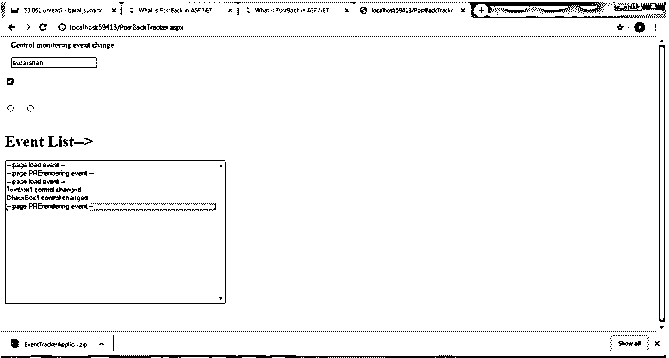 What is PostBack in ASP.NET
What is PostBack in ASP.NET
localhost:59413/PostBackTracker
localhost:59413/PostBackTracker.aspx
Control monitoring event change
Event List-->
-- page load event --
-- page PRErendering event --
-- page load event --
TextBox1 control changed
CheckBox1 control changed
-- page PRErendering event --
EventTrackerApplic...zip
Show all